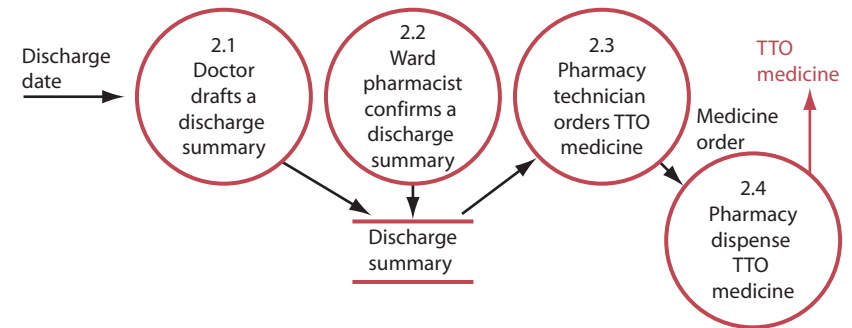 Discharge
date
2.1
Doctor
drafts a
discharge
summary
2.2
Ward
pharmacist
confirms a
discharge
summary
2.3
Pharmacy
technician
orders TTO
medicine
TTO
medicine
Medicine
order
2.4
Pharmacy
dispense
TTO
medicine
Discharge
summary